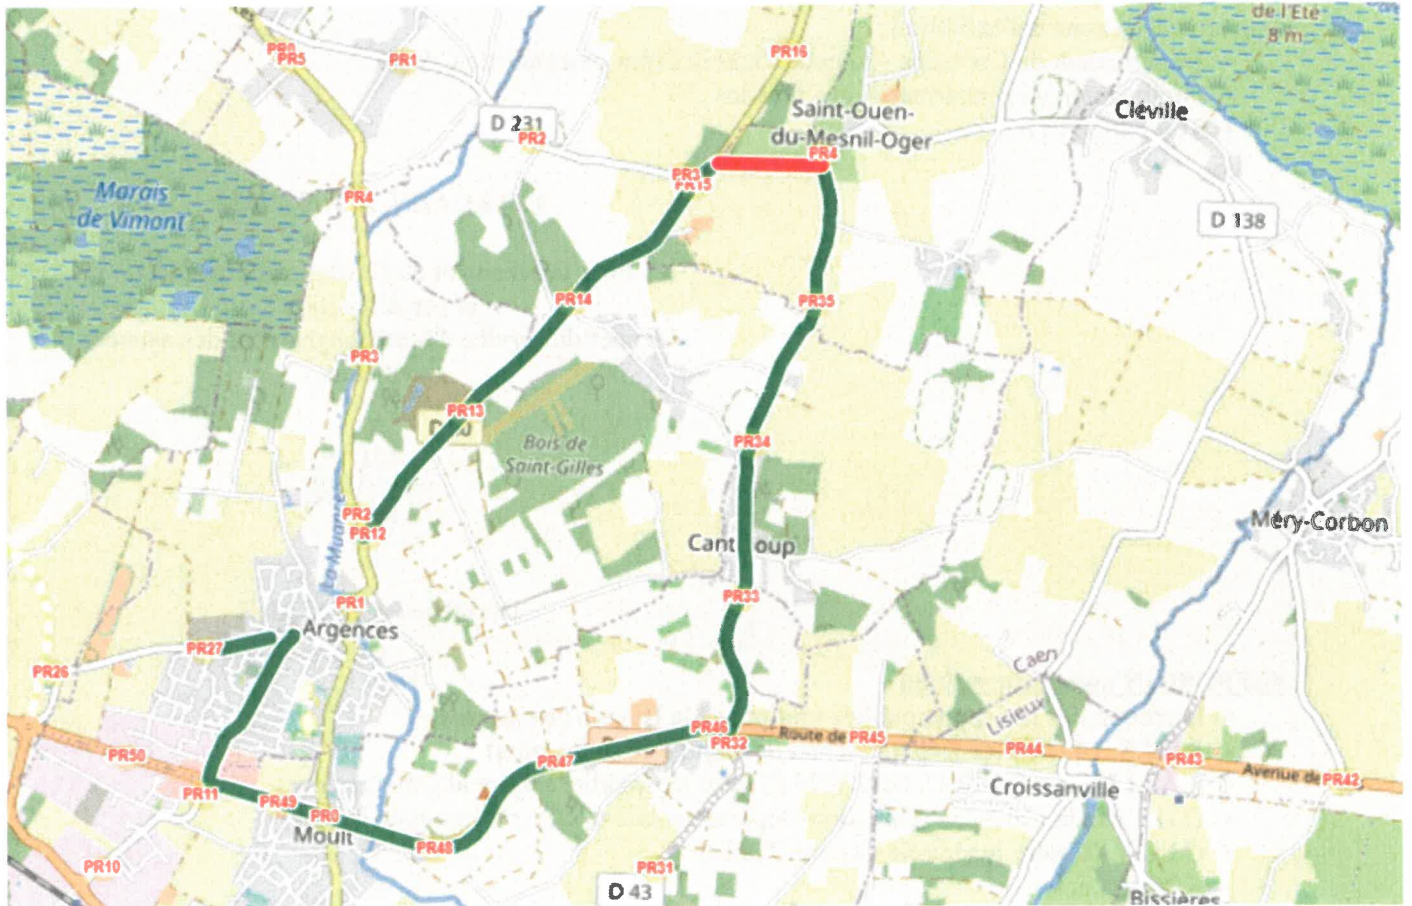 de l'Été
8 m
PR5
PR1
PR16
Saint-Ouen-
du-Mesnil-Oger
Cléville
D 231
PR2
PR4
PR3
PR15
Marais
de Vimont
PR4
D 138
PR14
PR35
PR3
PR13
Bois de
Saint-Gilles
PR34
PR2
PR12
La Muance
Méry-Corbon
PR33
PR1
Argences
PR27
PR26
Caen
Lisieux
PR46
PR32
Route de
PR45
PR44
PR50
PR47
PR43
Avenue de
PR42
PR11
PR49
PR0
Moult
Croissanville
PR48
PR10
PR31
D 43
Bissières